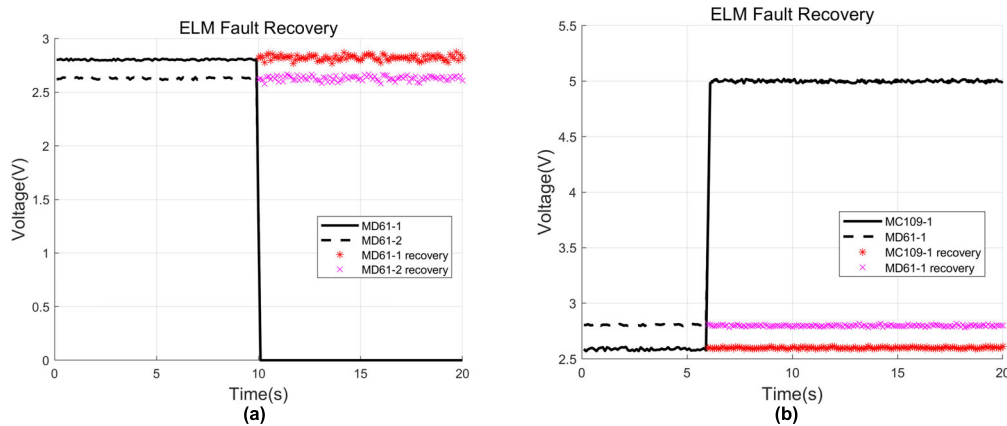 ELM Fault Recovery
3
2.5
2
1.5
1
0.5
0
0
5
10
15
20
Voltage(V)
Time(s)
MD61-1
MD61-2
MD61-1 recovery
MD61-2 recovery
(a)
ELM Fault Recovery
5.5
5
4.5
4
3.5
3
2.5
0
5
10
15
20
Voltage(V)
Time(s)
MC109-1
MD61-1
MC109-1 recovery
MD61-1 recovery
(b)